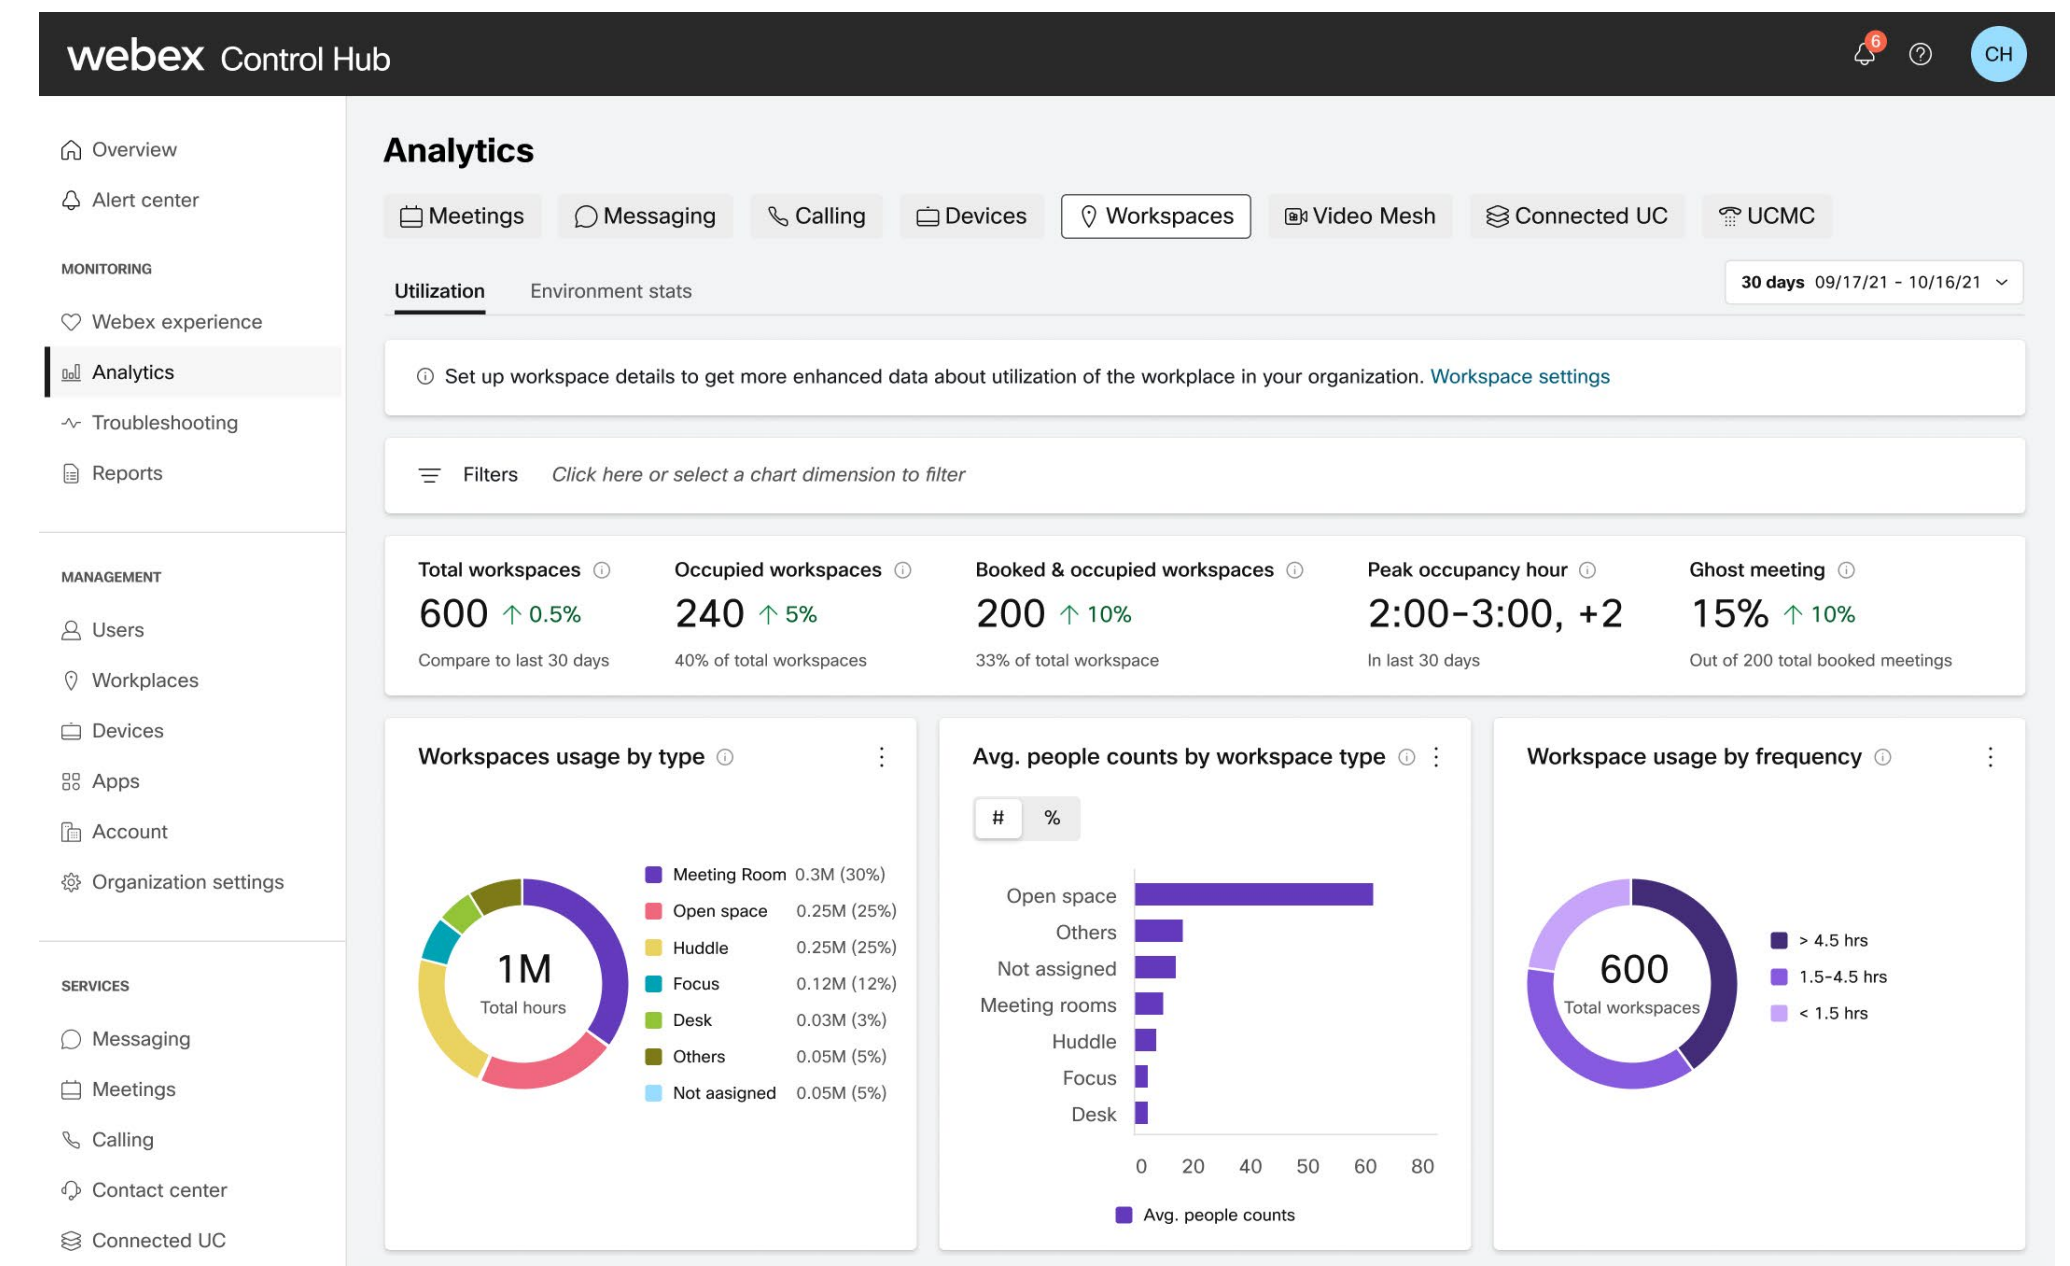 webex Control Hub
6
CH
Overview
Alert center
MONITORING
Webex experience
Analytics
Troubleshooting
Reports
MANAGEMENT
Users
Workplaces
Devices
Apps
Account
Organization settings
SERVICES
Messaging
Meetings
Calling
Contact center
Connected UC
Analytics
Meetings Messaging Calling Devices Workspaces Video Mesh Connected UC UCMC
Utilization Environment stats
30 days 09/17/21 - 10/16/21
Set up workspace details to get more enhanced data about utilization of the workplace in your organization. Workspace settings
Filters Click here or select a chart dimension to filter
Total workspaces
600 ↑ 0.5%
Compare to last 30 days
Occupied workspaces
240 ↑ 5%
40% of total workspaces
Booked & occupied workspaces
200 ↑ 10%
33% of total workspace
Peak occupancy hour
2:00-3:00, +2
In last 30 days
Ghost meeting
15% ↑ 10%
Out of 200 total booked meetings
Workspaces usage by type
1M
Total hours
Meeting Room 0.3M (30%)
Open space 0.25M (25%)
Huddle 0.25M (25%)
Focus 0.12M (12%)
Desk 0.03M (3%)
Others 0.05M (5%)
Not aasigned 0.05M (5%)
Avg. people counts by workspace type
# %
Open space
Others
Not assigned
Meeting rooms
Huddle
Focus
Desk
0 20 40 50 60 80
Avg. people counts
Workspace usage by frequency
600
Total workspaces
> 4.5 hrs
1.5-4.5 hrs
< 1.5 hrs